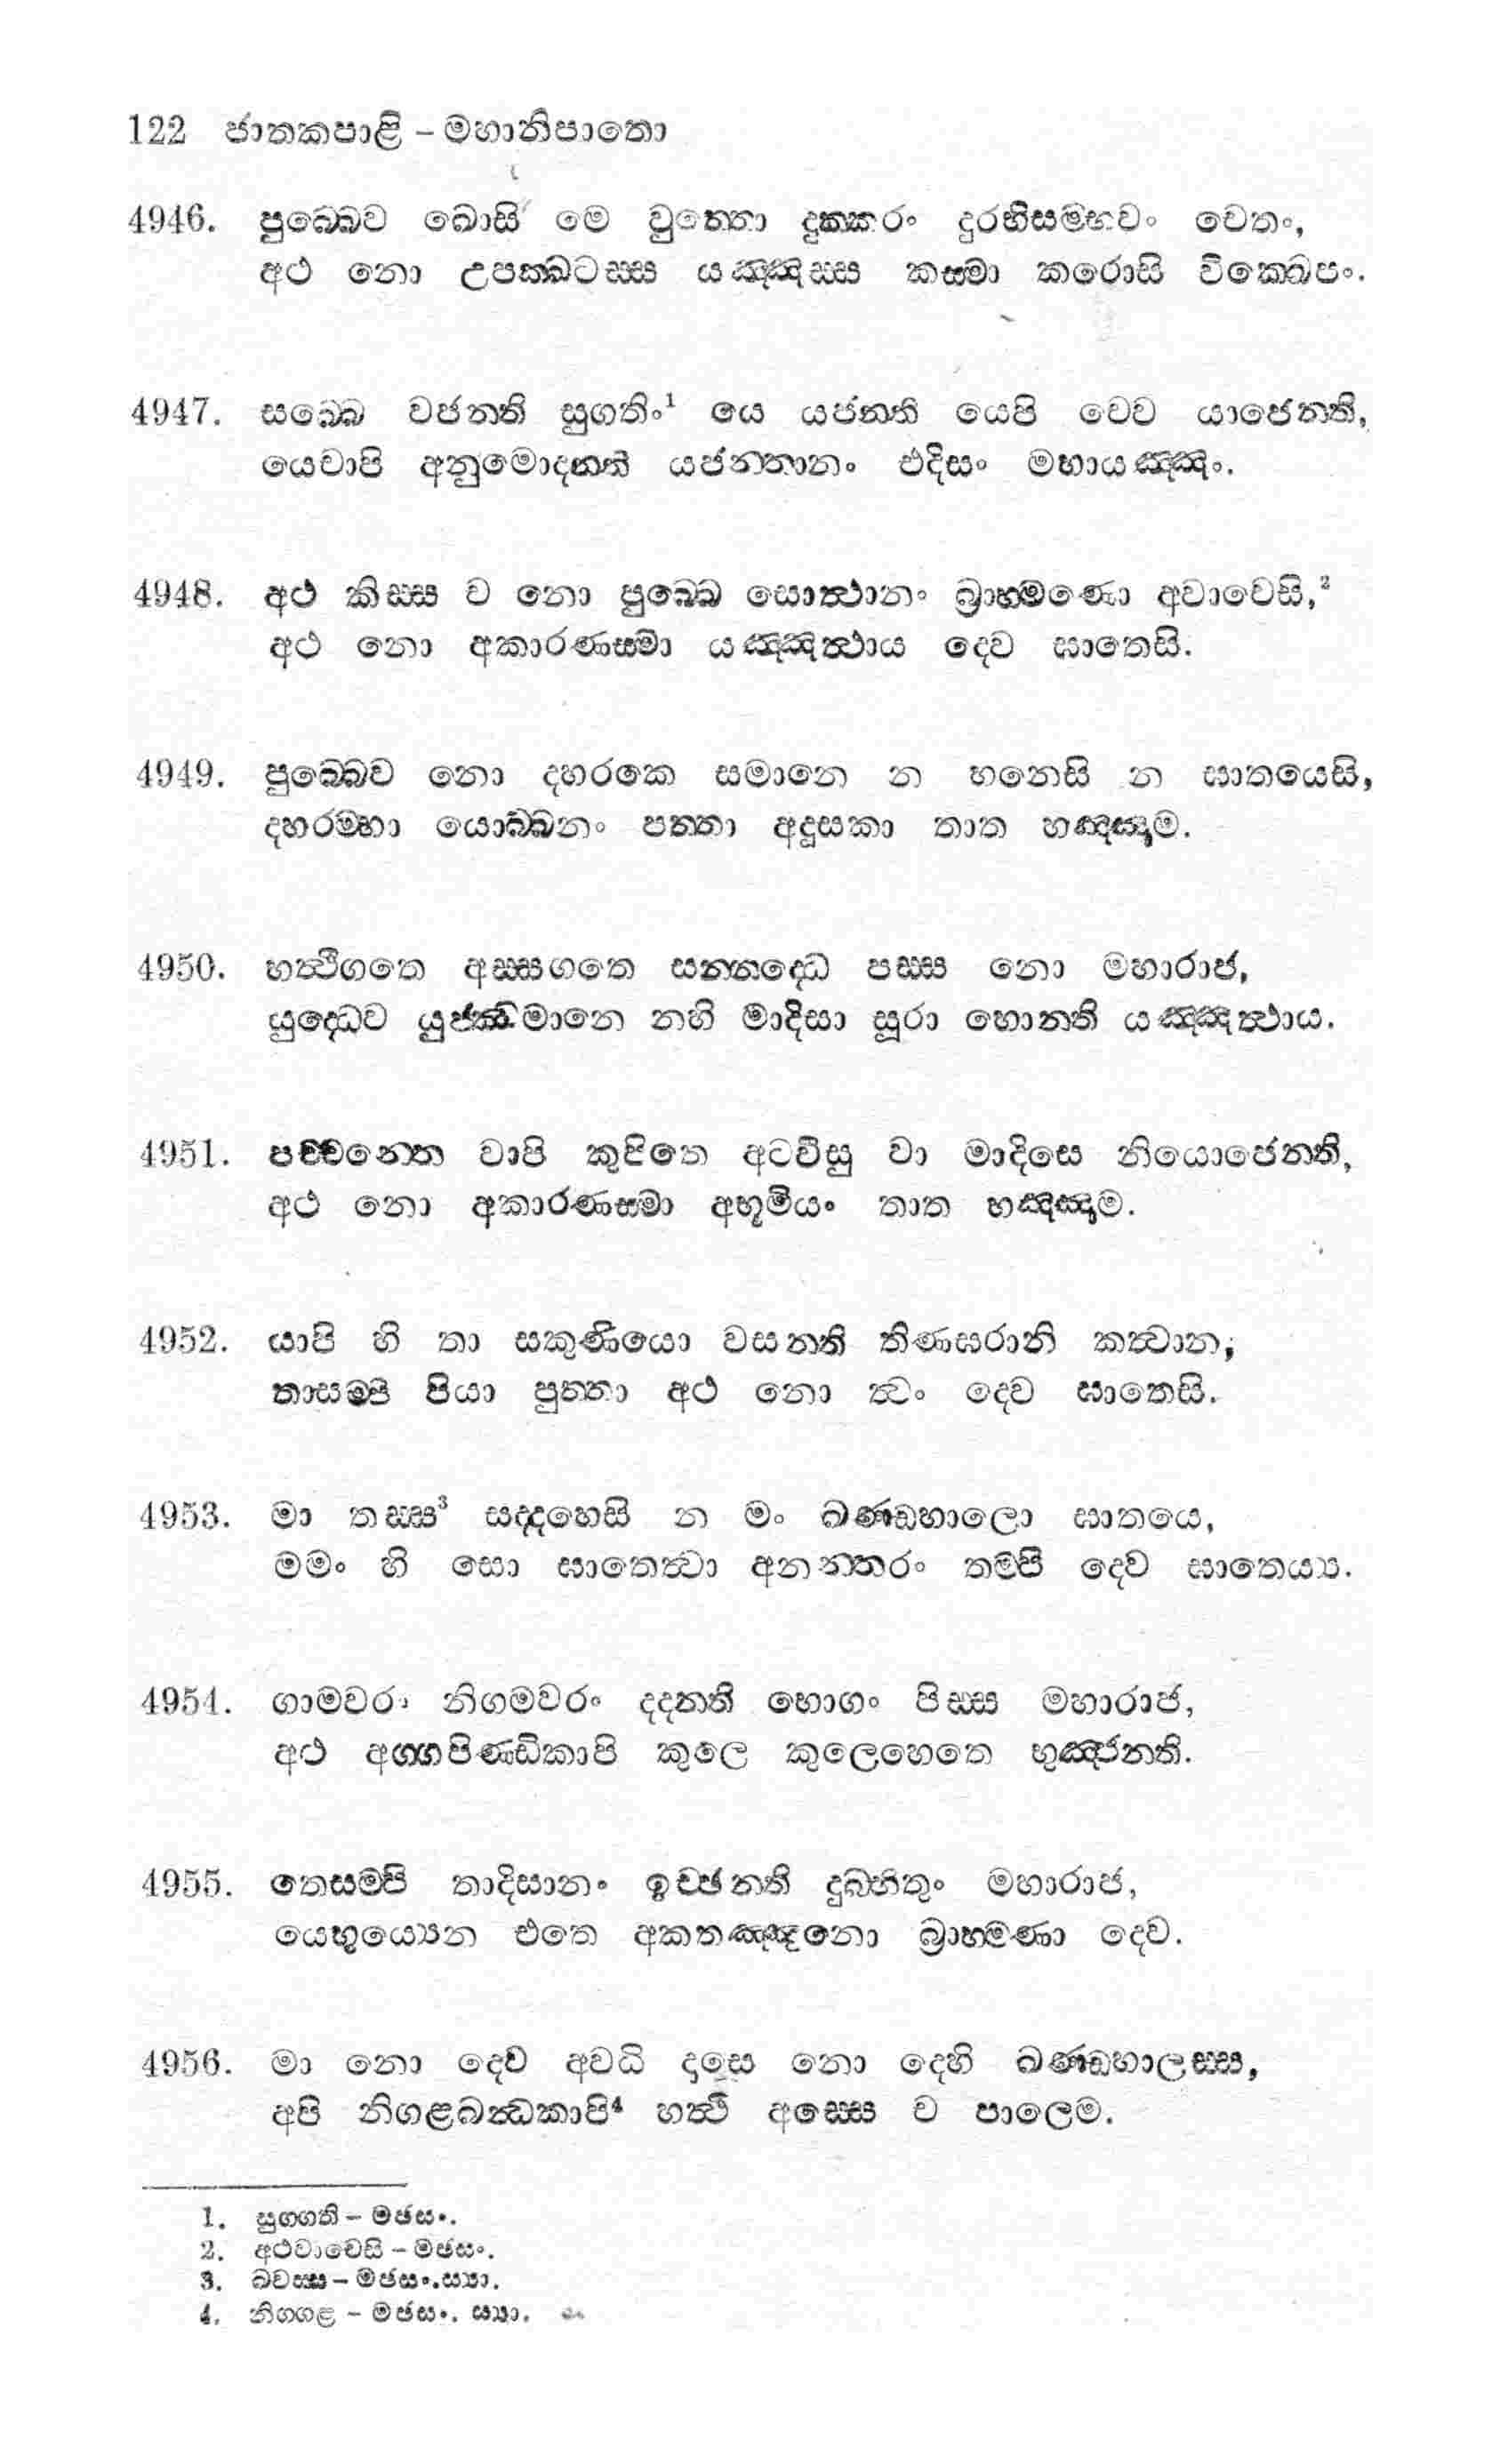 122 ජාතකපාළි – මහානිපාතො
4946. පුබ්බෙව ඛොසි මෙ වුත්තො දුක්කරං දුරභිසම්භවං චෙතං,
අථ නො උපක්ඛටස්ස යඤ්ඤස්ස කස්මා කරොසි වික්ඛෙපං.
4947. සබ්බෙ වජන්ති සුගතිං¹ යෙ යජන්ති යෙපි චෙව යාජෙන්ති,
යෙචාපි අනුමොදන්ති යජන්තානං එදිසං මහායඤ්ඤං.
4948. අථ කිස්ස ච නො පුබ්බෙ සොත්ථානං බ්‍රාහ්මණො අවාචෙසි,²
අථ නො අකාරණස්මා යඤ්ඤත්ථාය දෙව ඝාතෙසි.
4949. පුබ්බෙව නො දහරකෙ සමානෙ න හනෙසි න ඝාතයෙසි,
දහරම්හා යොබ්බනං පත්තා අදූසකා තාත හඤ්ඤාම.
4950. හත්ථිගතෙ අස්සගතෙ සන්නද්ධෙ පස්ස නො මහාරාජ,
යුද්ධෙව යුජ්ඣමානෙ නහි මාදිසා සූරා හොන්ති යඤ්ඤත්ථාය.
4951. පච්චන්තෙ වාපි කුපිතෙ අටවීසු වා මාදිසෙ නියොජෙන්ති,
අථ නො අකාරණස්මා අභූමියං තාත හඤ්ඤාම.
4952. යාපි හි තා සකුණියො වසන්ති තිණඝරානි කත්වාන,
තාසම්පි පියා පුත්තා අථ නො ත්වං දෙව ඝාතෙසි.
4953. මා තස්ස³ සද්දහෙසි න මං ඛණ්ඩහාලො ඝාතයෙ,
මමං හි සො ඝාතෙත්වා අනන්තරං තම්පි දෙව ඝාතෙය්‍ය.
4954. ගාමවරං නිගමවරං දදන්ති භොගං පිස්ස මහාරාජ,
අථ අග්ගපිණ්ඩිකාපි කුලෙ කුලෙහෙතෙ භුඤ්ජන්ති.
4955. තෙසම්පි තාදිසානං ඉච්ඡන්ති දුබ්භිතුං මහාරාජ,
යෙභුය්‍යෙන එතෙ අකතඤ්ඤුනො බ්‍රාහ්මණා දෙව.
4956. මා නො දෙව අවධි දාසෙ නො දෙහි ඛණ්ඩහාලස්ස,
අපි නිගළබන්ධකාපි⁴ හත්ථී අස්සෙ ච පාලෙම.
1. සුග්ගති – මජසං.
2. අථවාචෙසි – මජසං.
3. ඛවස්ස – මජසං. ස්‍යා.
4. නිග්ගළ – මජසං. ස්‍යා.